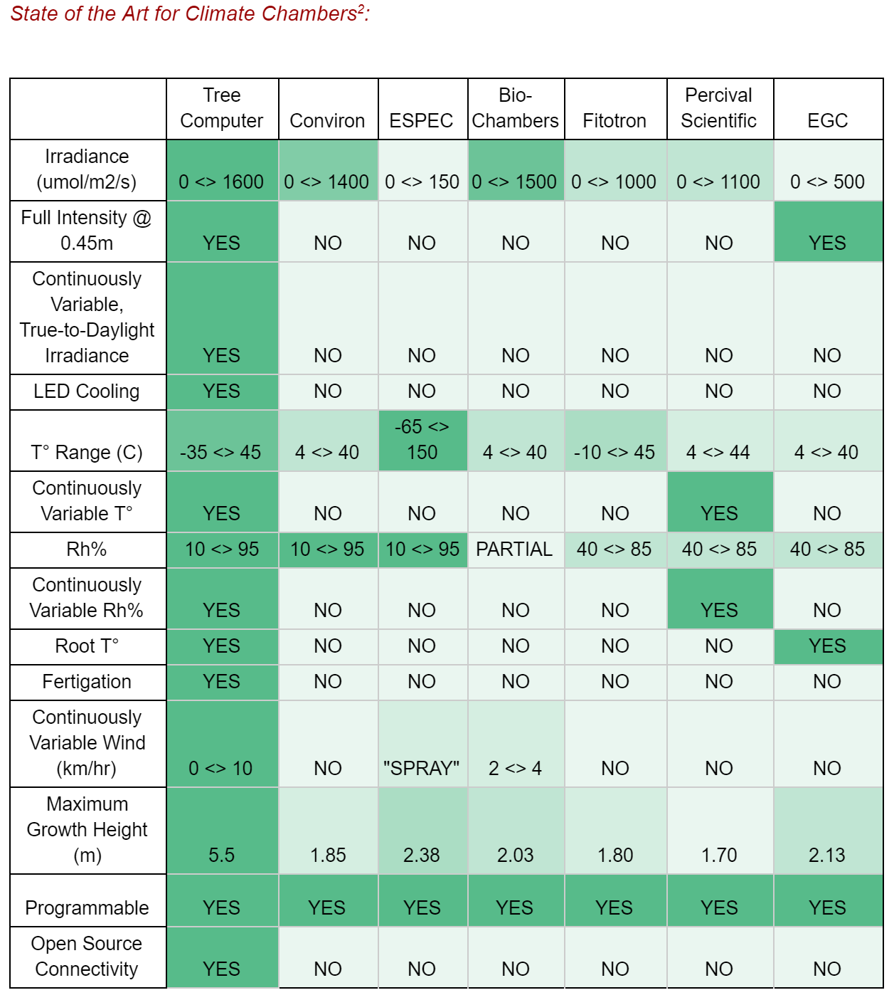 State of the Art for Climate Chambers²:
Tree
Computer
Conviron
ESPEC
Bio-
Chambers
Fitotron
Percival
Scientific
EGC
Irradiance
(umol/m2/s)
0 <> 1600
0 <> 1400
0 <> 150
0 <> 1500
0 <> 1000
0 <> 1100
0 <> 500
Full Intensity @
0.45m
YES
NO
NO
NO
NO
NO
YES
Continuously
Variable,
True-to-Daylight
Irradiance
YES
NO
NO
NO
NO
NO
NO
LED Cooling
YES
NO
NO
NO
NO
NO
NO
T° Range (C)
-35 <> 45
4 <> 40
-65 <>
150
4 <> 40
-10 <> 45
4 <> 44
4 <> 40
Continuously
Variable T°
YES
NO
NO
NO
NO
YES
NO
Rh%
10 <> 95
10 <> 95
10 <> 95
PARTIAL
40 <> 85
40 <> 85
40 <> 85
Continuously
Variable Rh%
YES
NO
NO
NO
NO
YES
NO
Root T°
YES
NO
NO
NO
NO
NO
YES
Fertigation
YES
NO
NO
NO
NO
NO
NO
Continuously
Variable Wind
(km/hr)
0 <> 10
NO
"SPRAY"
2 <> 4
NO
NO
NO
Maximum
Growth Height
(m)
5.5
1.85
2.38
2.03
1.80
1.70
2.13
Programmable
YES
YES
YES
YES
YES
YES
YES
Open Source
Connectivity
YES
NO
NO
NO
NO
NO
NO